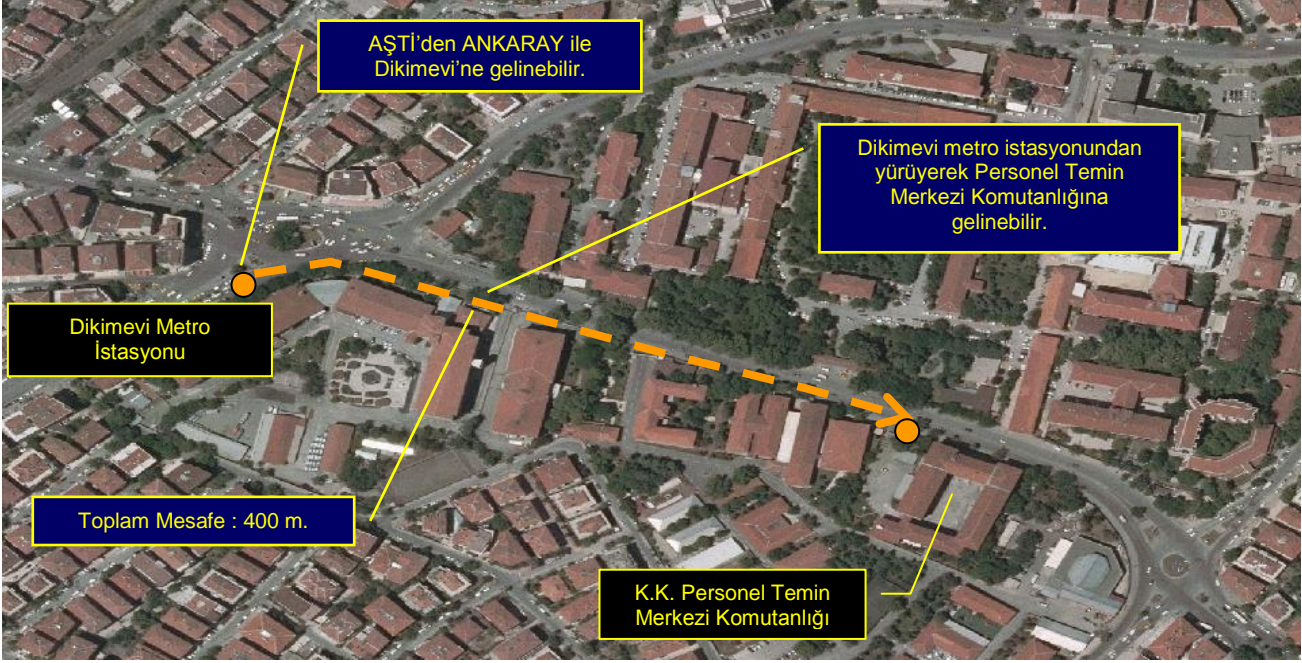 AŞTİ’den ANKARAY ile
Dikimevi’ne gelinebilir.
Dikimevi metro istasyonundan
yürüyerek Personel Temin
Merkezi Komutanlığına
gelinebilir.
Dikimevi Metro
İstasyonu
Toplam Mesafe : 400 m.
K.K. Personel Temin
Merkezi Komutanlığı